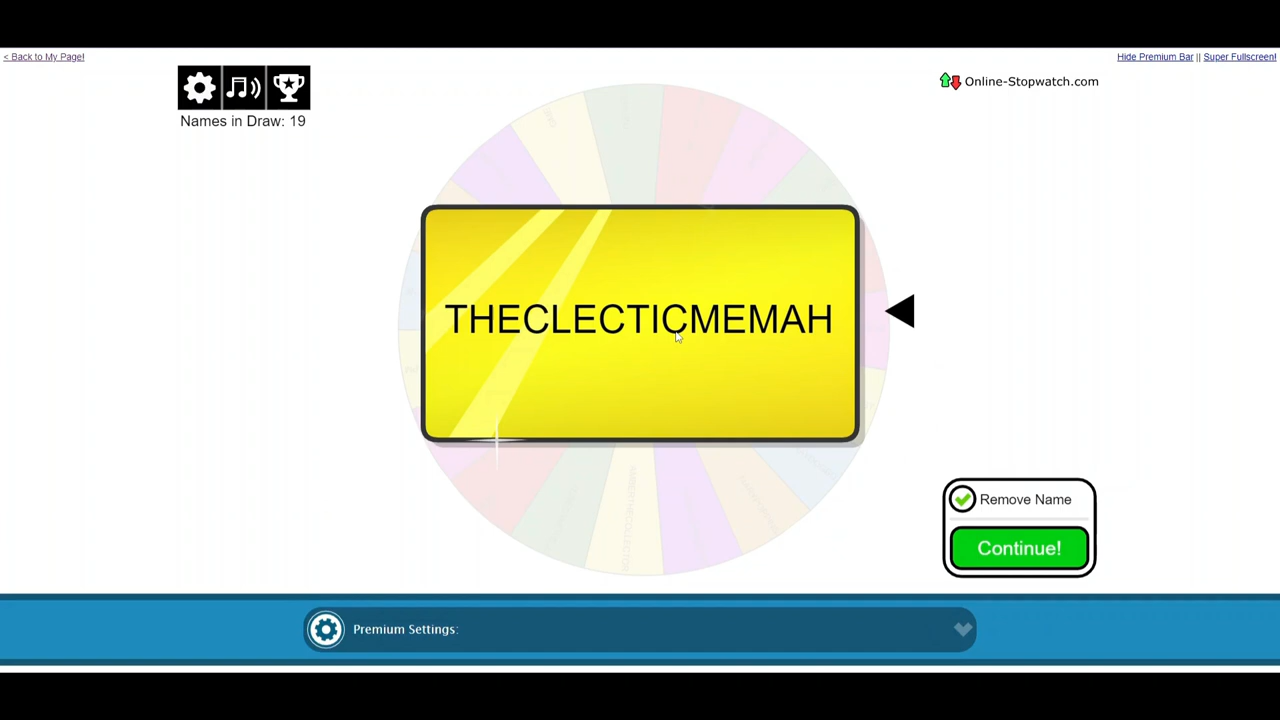 < Back to My Page!
Hide Premium Bar || Super Fullscreen!
Online-Stopwatch.com
Names in Draw: 19
THECLECTICMEMAH
Remove Name
Continue!
Premium Settings: